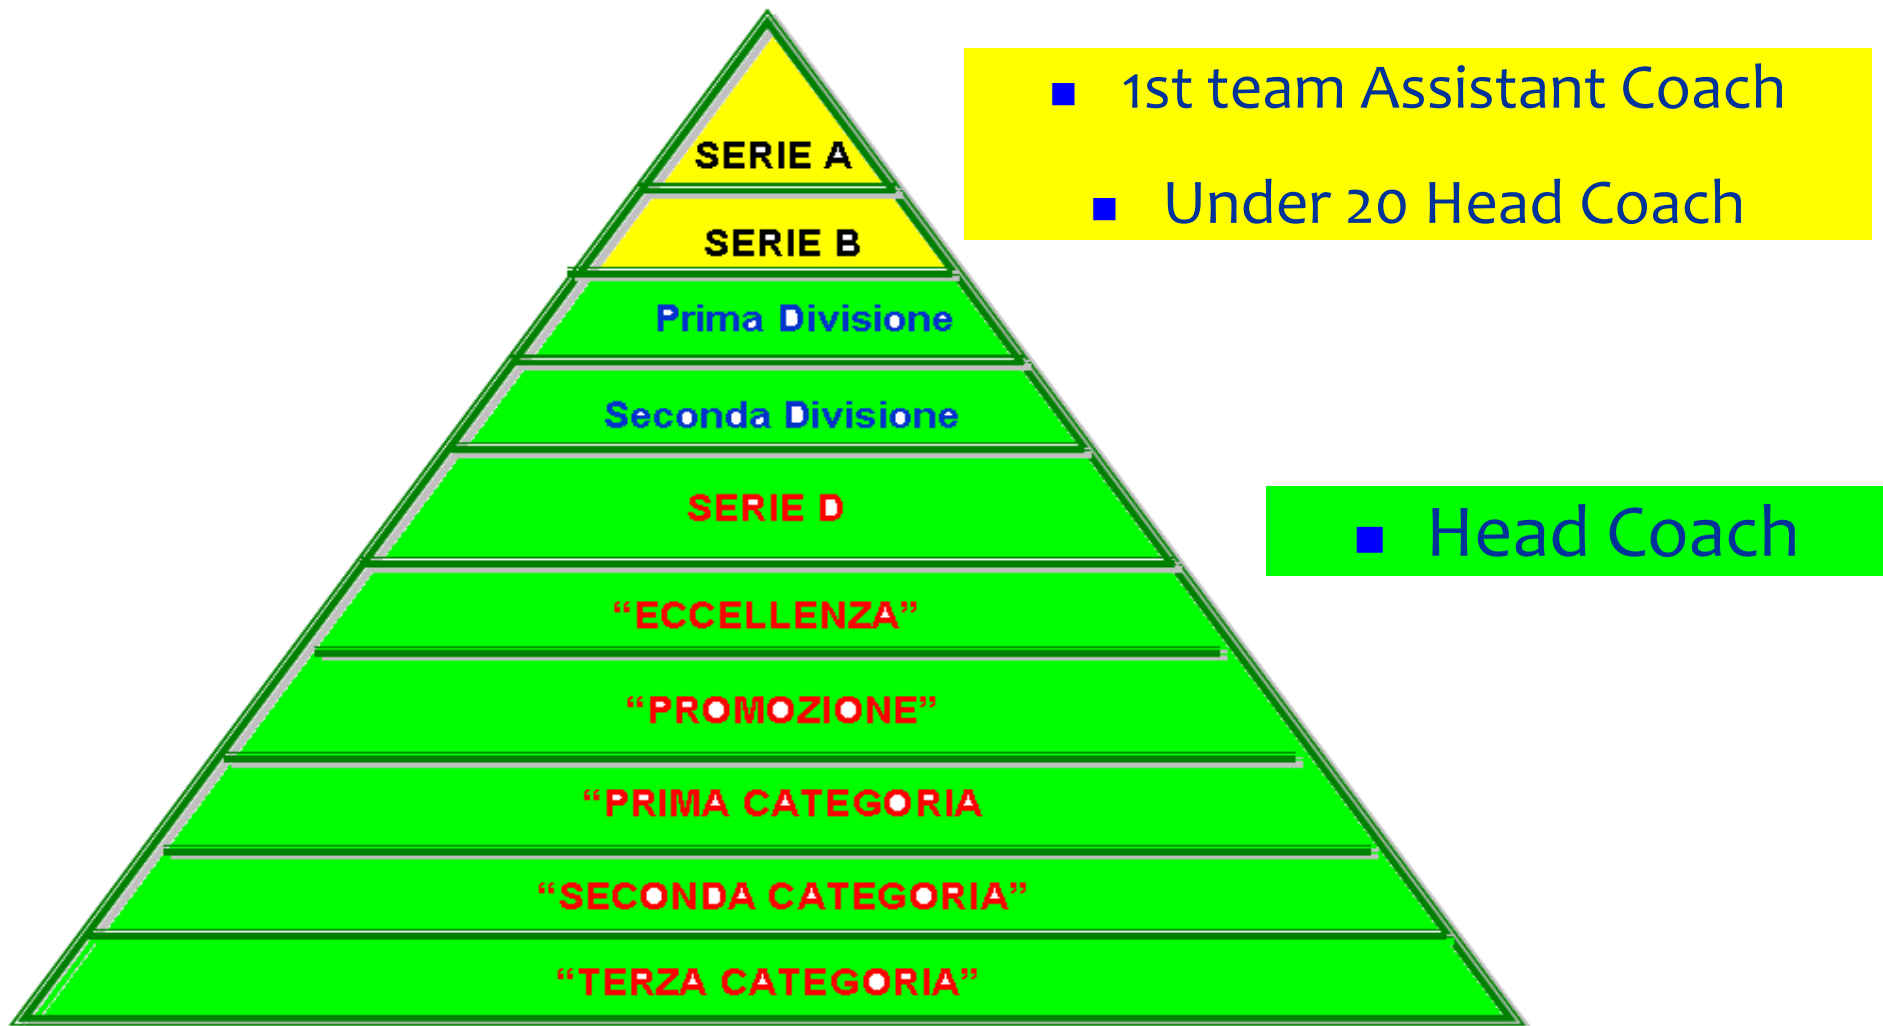 SERIE A
SERIE B
Prima Divisione
Seconda Divisione
SERIE D
“ECCELLENZA”
“PROMOZIONE”
“PRIMA CATEGORIA
“SECONDA CATEGORIA”
“TERZA CATEGORIA”
▪ 1st team Assistant Coach
▪ Under 20 Head Coach
▪ Head Coach